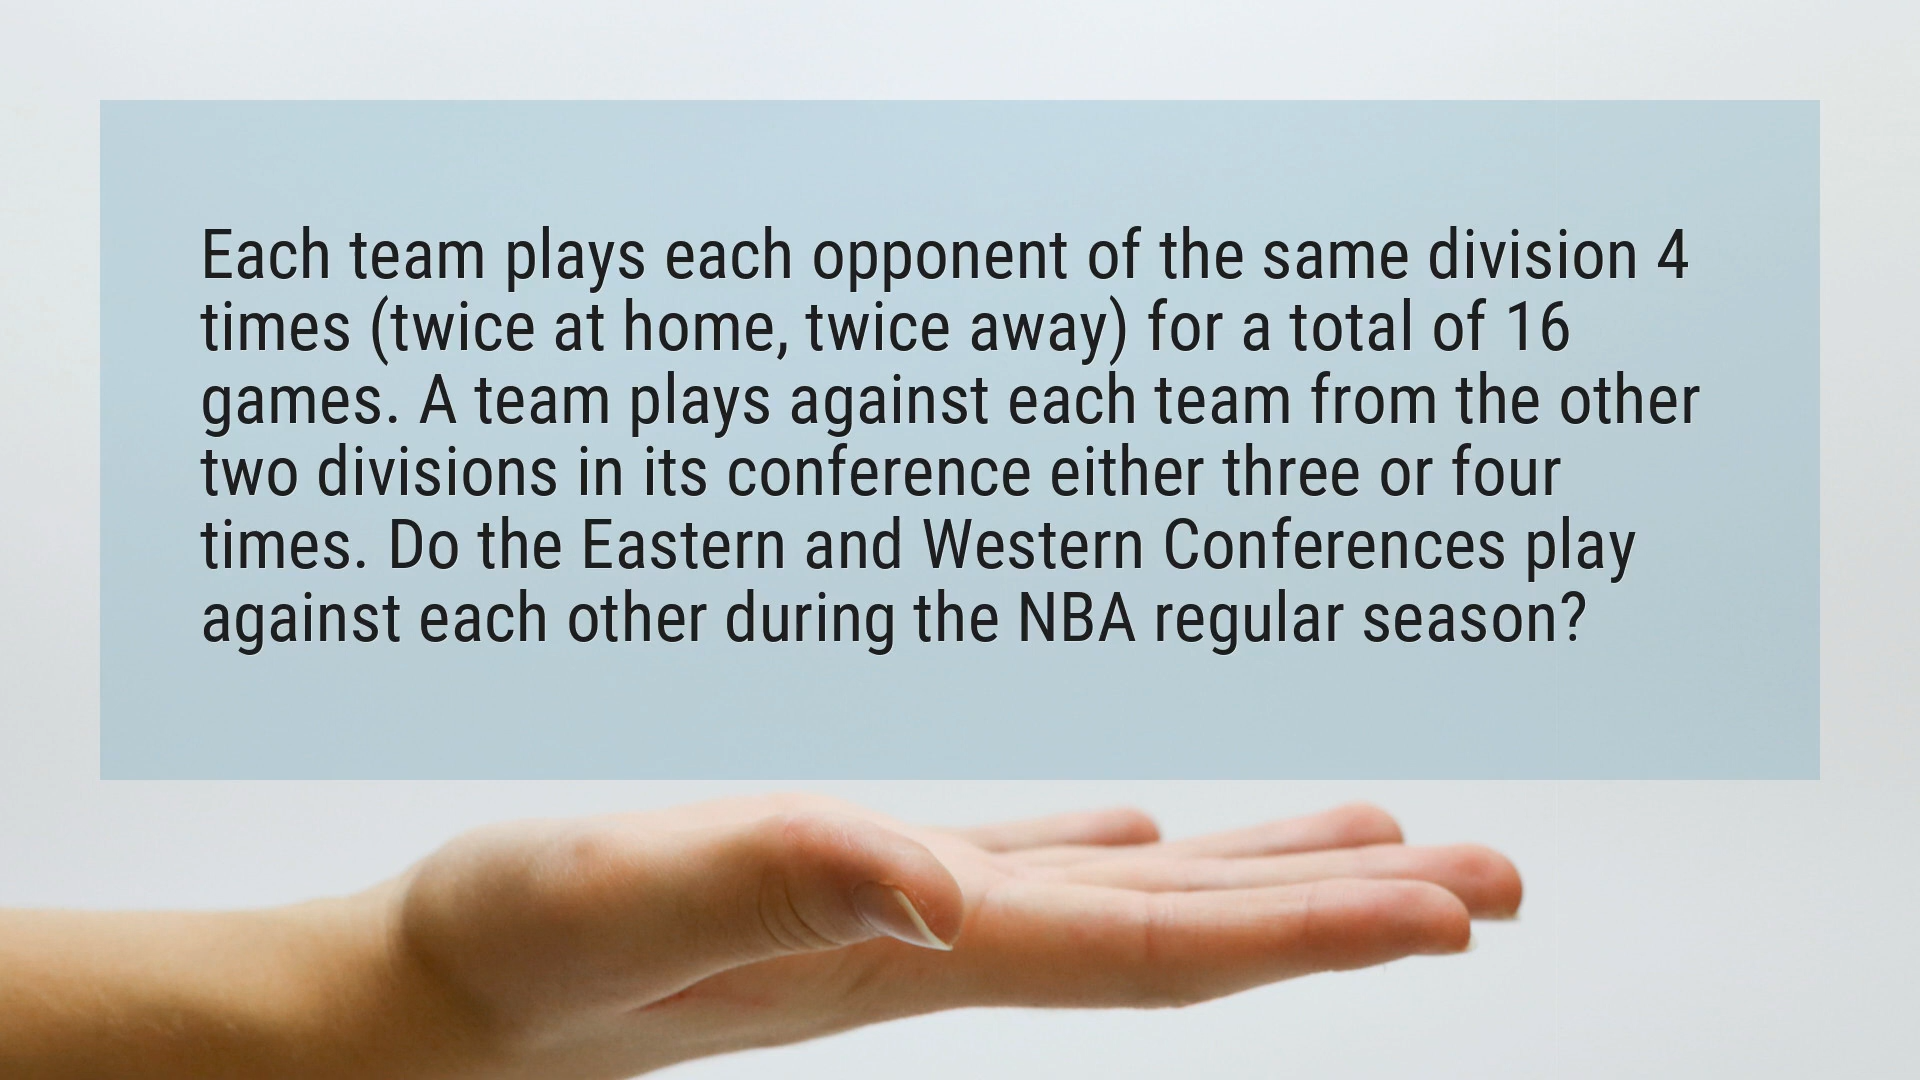 Each team plays each opponent of the same division 4
times (twice at home, twice away) for a total of 16
games. A team plays against each team from the other
two divisions in its conference either three or four
times. Do the Eastern and Western Conferences play
against each other during the NBA regular season?